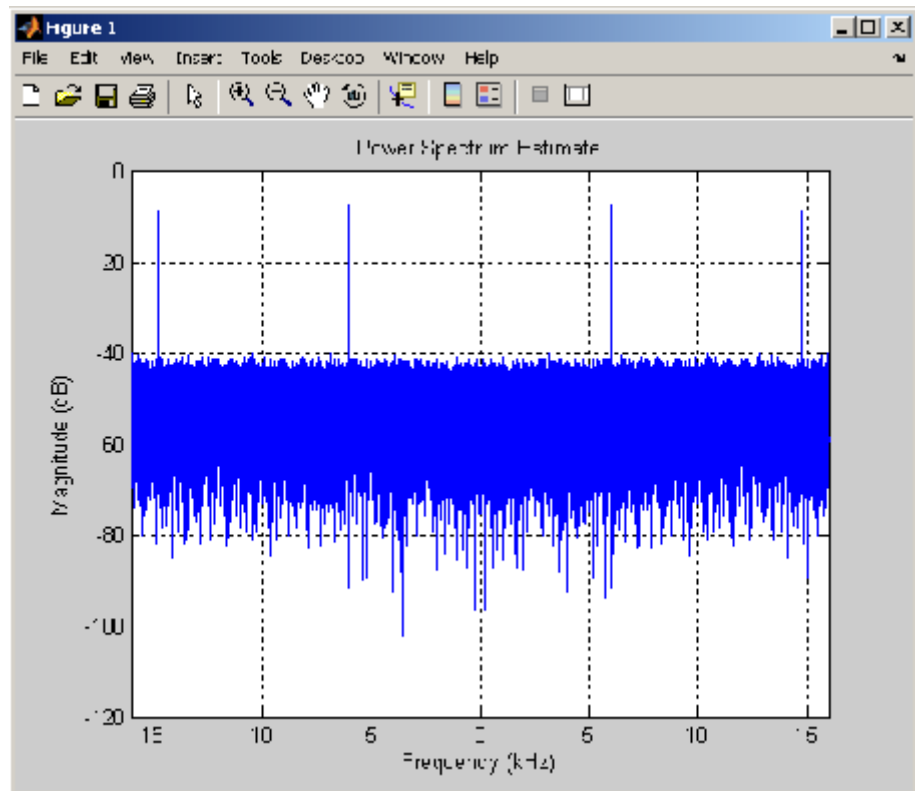 Figure 1
File Edit View Insert Tools Desktop Window Help
Power Spectrum Estimate
0
20
-40
60
-80
-100
-120
Magnitude (dB)
15 10 5 0 5 10 15
Frequency (kHz)